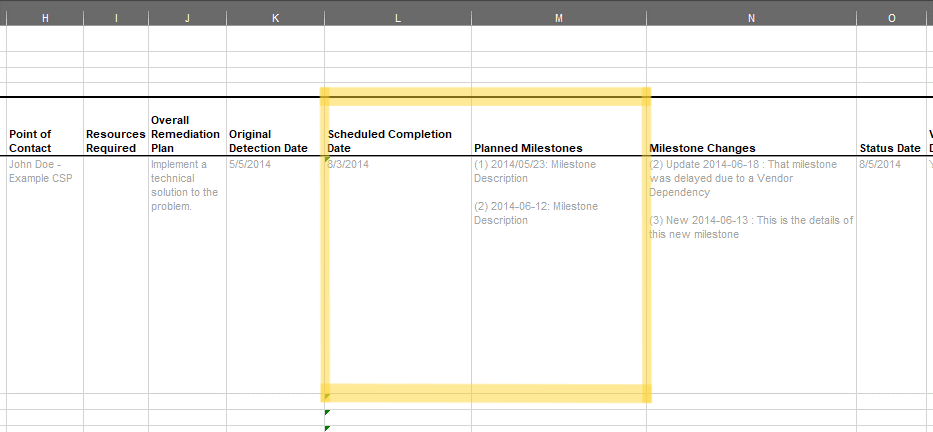 H I J K L M N O
Point of
Contact
Resources
Required
Overall
Remediation
Plan
Original
Detection Date
Scheduled Completion
Date
Planned Milestones
Milestone Changes
Status Date
John Doe -
Example CSP
Implement a
technical
solution to the
problem.
5/5/2014
8/3/2014
(1) 2014/05/23: Milestone
Description
(2) 2014-06-12: Milestone
Description
(2) Update 2014-06-18 : That milestone
was delayed due to a Vendor
Dependency
(3) New 2014-06-13 : This is the details of
this new milestone
8/5/2014